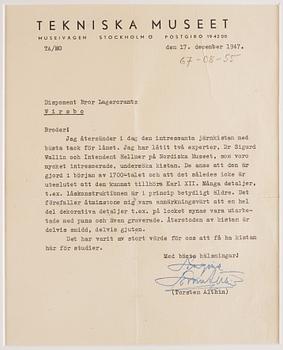 TEKNISKA MUSEET
MUSEIVÄGEN STOCKHOLM Ö POSTGIRO 194200
TA/MO den 17. december 1947.
67-08-55
Disponent Bror Lagercrantz
Wirsbo
Broder!
Jag återsänder i dag den intressanta järnkistan med
bästa tack för lånet. Jag har låtit två experter, Dr Sigurd
Wallin och Intendent Hellner på Nordiska Museet, som voro
mycket intresserade, undersöka kistan. De anse att den är
gjord i början av 1700-talet och att det således icke är
uteslutet att den kunnat tillhöra Karl XII. Många detaljer,
t.ex. låskonstruktionen är i princip betydligt äldre. Det
förefaller åtminstone mig vara anmärkningsvärt att en hel
del dekorativa detaljer t.ex. på locket synas vara utarbe-
tade med puns och även graverade. Återstoden av kistan är
delvis smidd, delvis gjuten.
Det har varit av stort värde för oss att få ha kistan
här för studier.
Med bästa hälsningar:
(Torsten Althin)